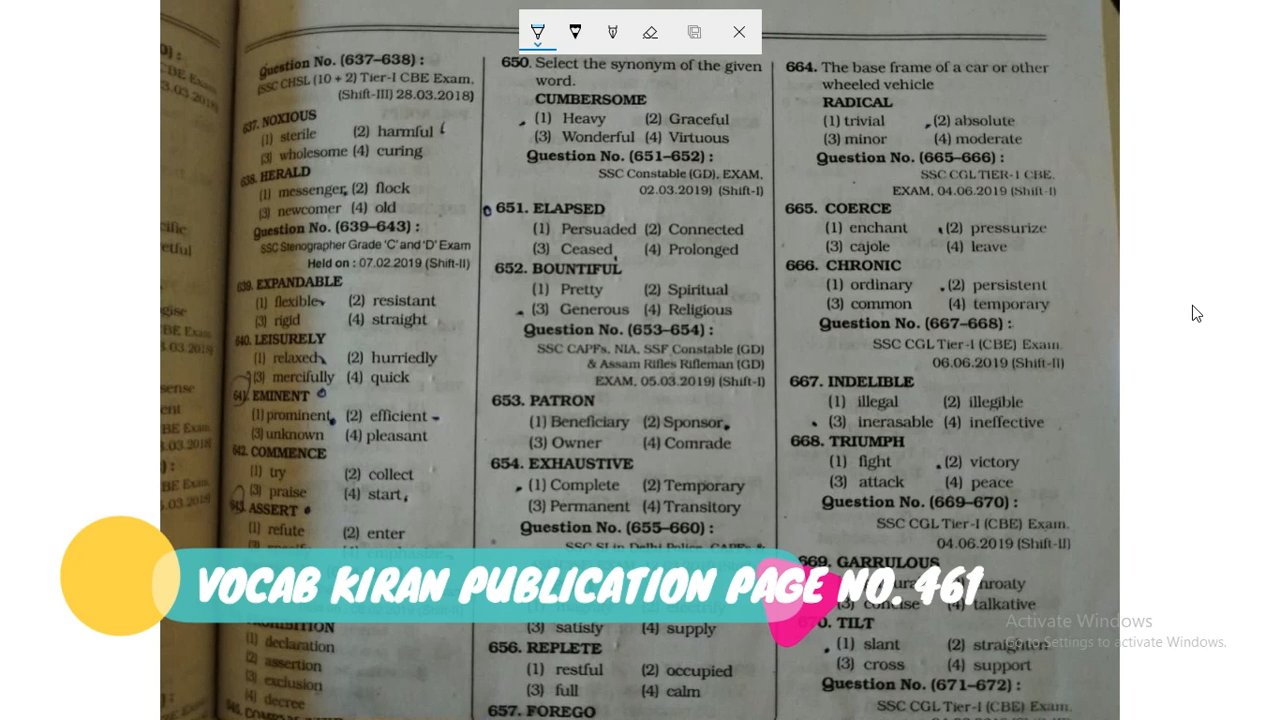 Question No. (637–638) :
(SSC CHSL (10 + 2) Tier-I CBE Exam,
(Shift-III) 28.03.2018)
637. NOXIOUS
(1) sterile (2) harmful
(3) wholesome (4) curing
638. HERALD
(1) messenger (2) flock
(3) newcomer (4) old
Question No. (639–643) :
SSC Stenographer Grade 'C' and 'D' Exam
Held on : 07.02.2019 (Shift-II)
639. EXPANDABLE
(1) flexible (2) resistant
(3) rigid (4) straight
640. LEISURELY
(1) relaxed (2) hurriedly
(3) mercifully (4) quick
641. EMINENT
(1) prominent (2) efficient
(3) unknown (4) pleasant
642. COMMENCE
(1) try (2) collect
(3) praise (4) start
643. ASSERT
(1) refute (2) enter
(1) declaration
(2) assertion
(3) exclusion
(4) decree
650. Select the synonym of the given
word.
CUMBERSOME
(1) Heavy (2) Graceful
(3) Wonderful (4) Virtuous
Question No. (651–652) :
SSC Constable (GD), EXAM,
02.03.2019) (Shift-I)
651. ELAPSED
(1) Persuaded (2) Connected
(3) Ceased (4) Prolonged
652. BOUNTIFUL
(1) Pretty (2) Spiritual
(3) Generous (4) Religious
Question No. (653–654) :
SSC CAPFs, NIA, SSF Constable (GD)
& Assam Rifles Rifleman (GD)
EXAM, 05.03.2019) (Shift-I)
653. PATRON
(1) Beneficiary (2) Sponsor
(3) Owner (4) Comrade
654. EXHAUSTIVE
(1) Complete (2) Temporary
(3) Permanent (4) Transitory
Question No. (655–660) :
SSC SI in Delhi Police, CAPFs &
(3) satisfy (4) supply
656. REPLETE
(1) restful (2) occupied
(3) full (4) calm
657. FOREGO
664. The base frame of a car or other
wheeled vehicle
RADICAL
(1) trivial (2) absolute
(3) minor (4) moderate
Question No. (665–666) :
SSC CGL TIER-1 CBE,
EXAM, 04.06.2019 (Shift-I)
665. COERCE
(1) enchant (2) pressurize
(3) cajole (4) leave
666. CHRONIC
(1) ordinary (2) persistent
(3) common (4) temporary
Question No. (667–668) :
SSC CGL Tier-I (CBE) Exam.
06.06.2019 (Shift-II)
667. INDELIBLE
(1) illegal (2) illegible
(3) inerasable (4) ineffective
668. TRIUMPH
(1) fight (2) victory
(3) attack (4) peace
Question No. (669–670) :
SSC CGL Tier-I (CBE) Exam.
04.06.2019 (Shift-II)
669. GARRULOUS
(3) concise (4) talkative
670. TILT
(1) slant (2) straighten
(3) cross (4) support
Question No. (671–672) :
SSC CGL Tier-I (CBE) Exam.
VOCAB KIRAN PUBLICATION PAGE NO. 461
Activate Windows
Go to Settings to activate Windows.